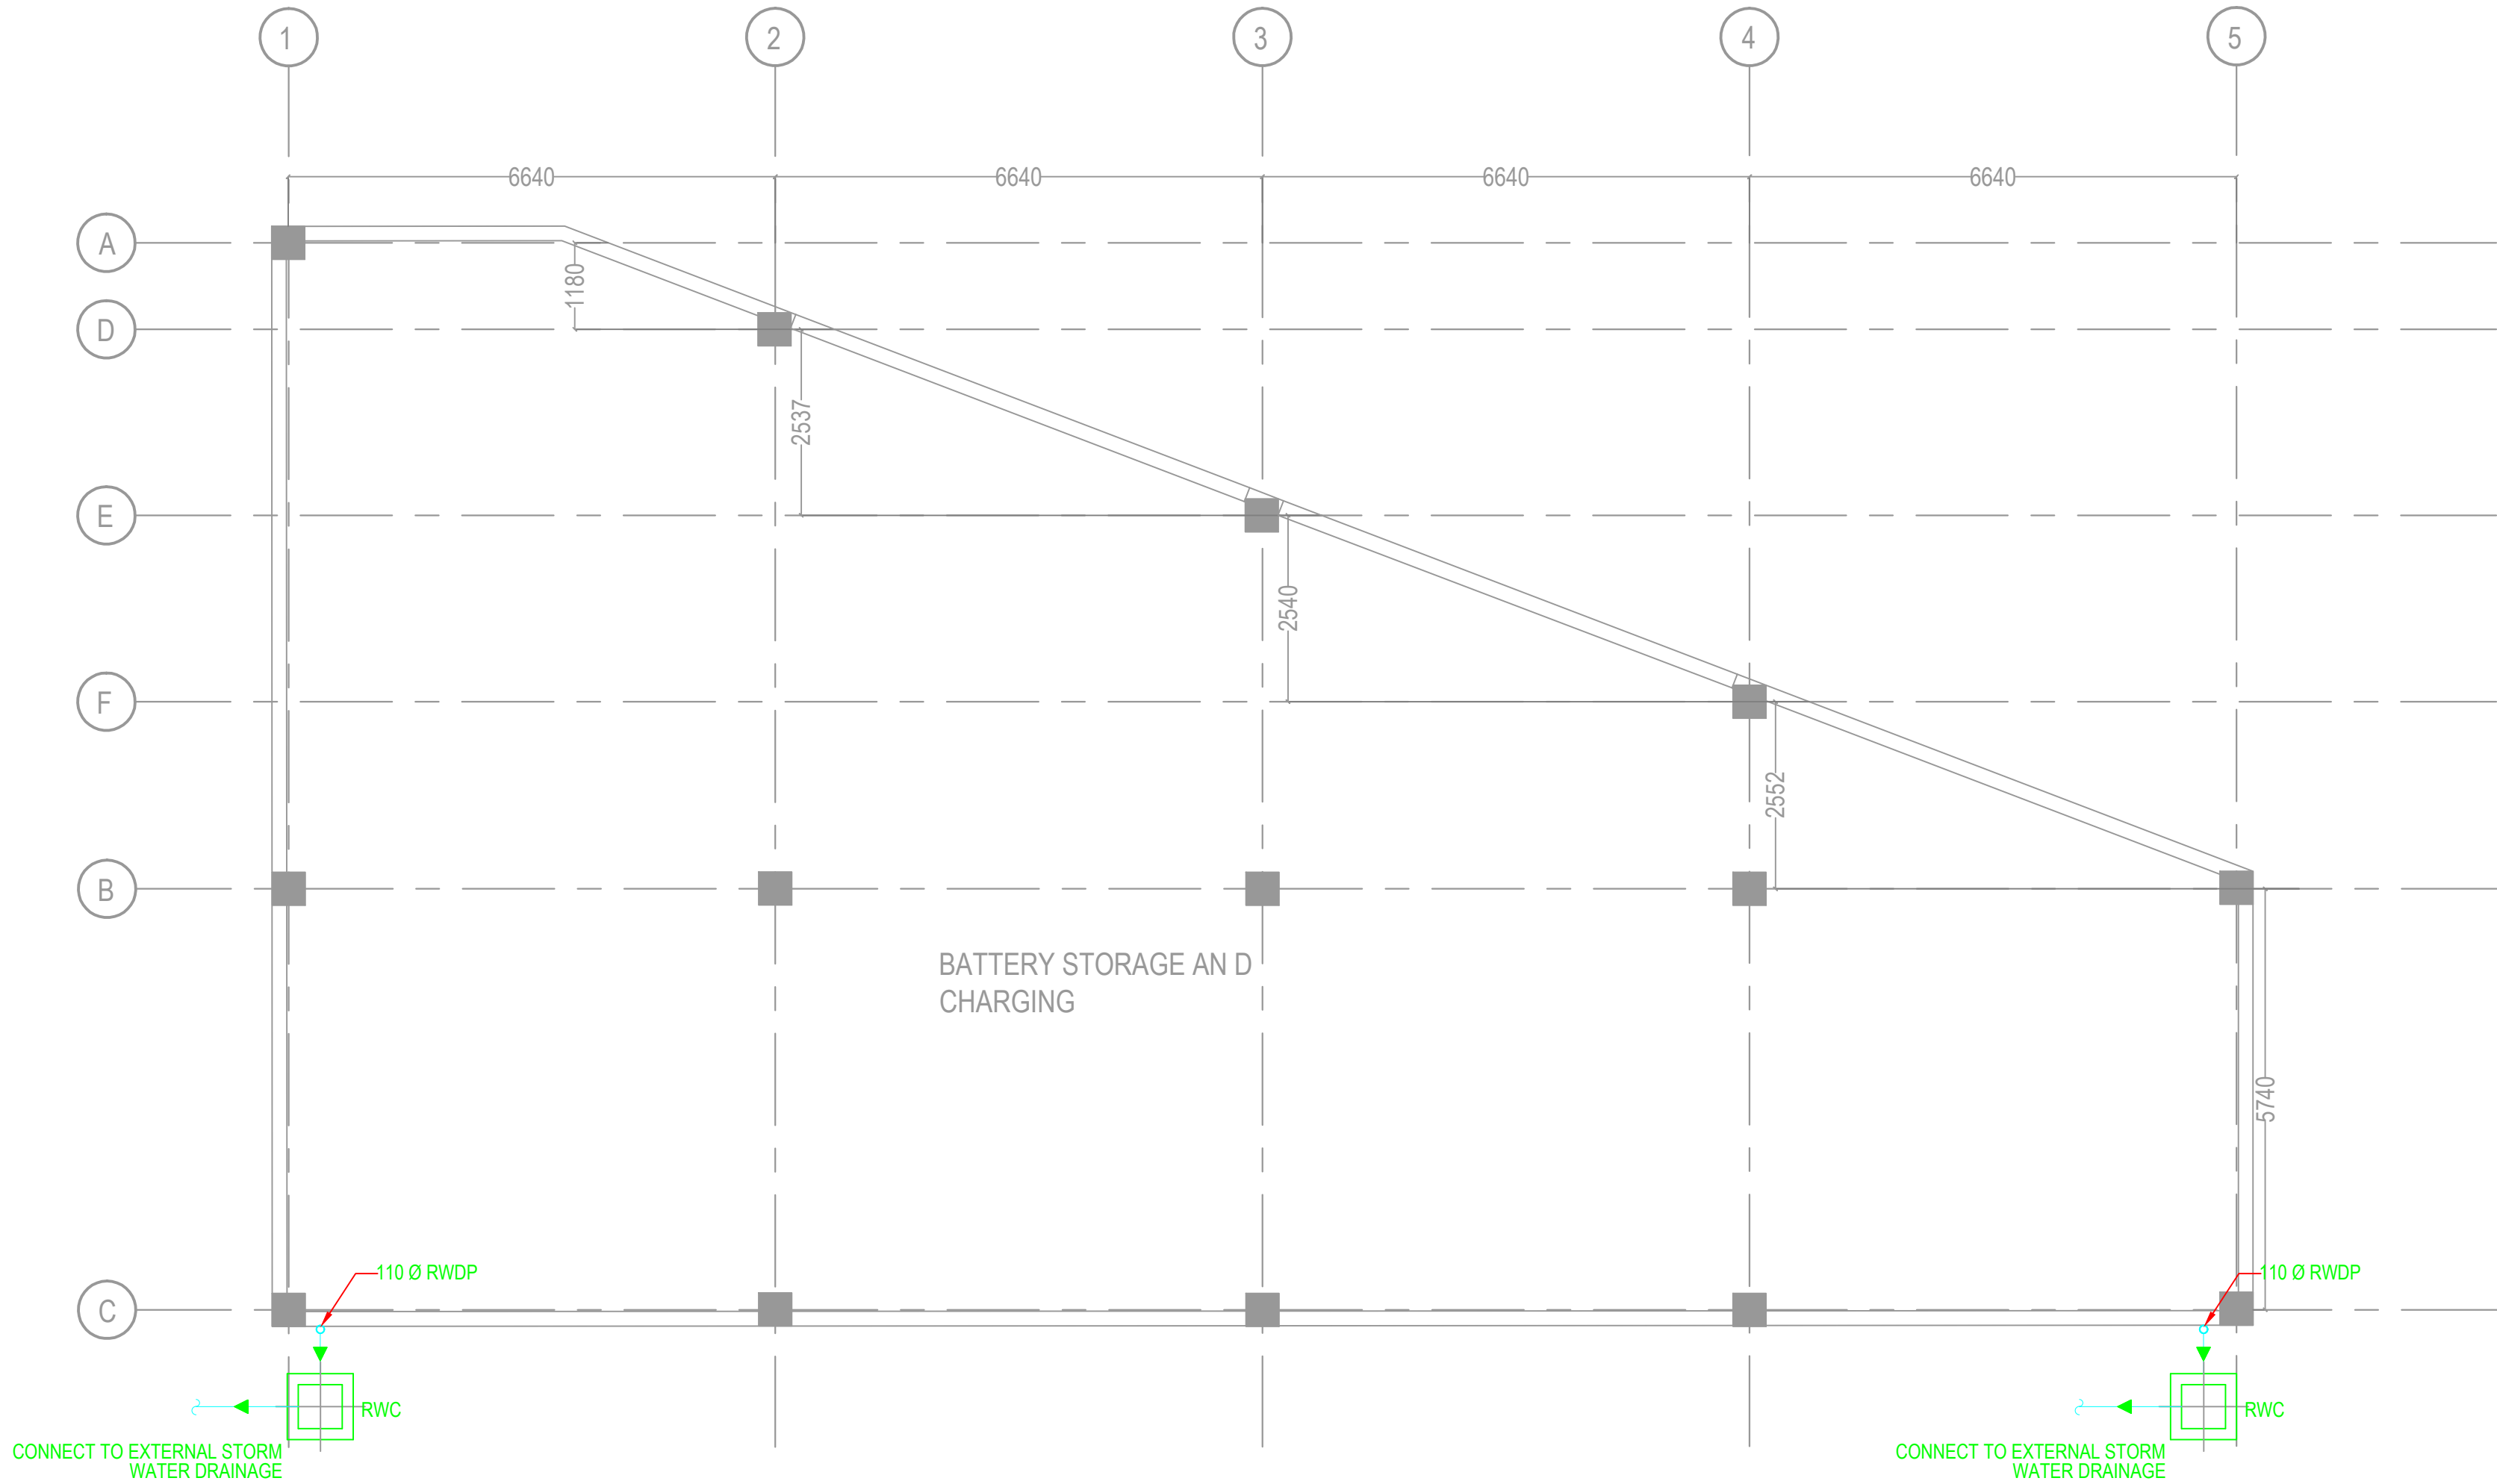 1
2
3
4
5
6640
6640
6640
6640
A
1180
D
2537
E
2540
F
2552
B
BATTERY STORAGE AN D
CHARGING
5740
110 Ø RWDP
110 Ø RWDP
C
RWC
RWC
CONNECT TO EXTERNAL STORM
WATER DRAINAGE
CONNECT TO EXTERNAL STORM
WATER DRAINAGE